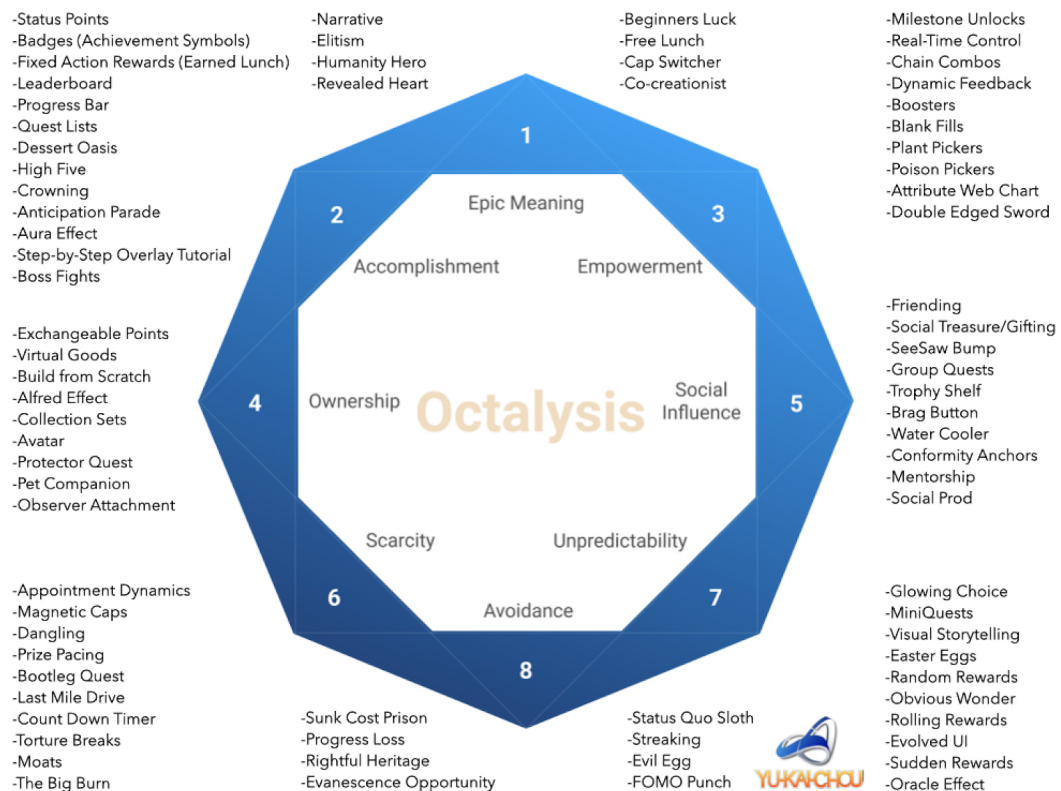 -Status Points
-Badges (Achievement Symbols)
-Fixed Action Rewards (Earned Lunch)
-Leaderboard
-Progress Bar
-Quest Lists
-Dessert Oasis
-High Five
-Crowning
-Anticipation Parade
-Aura Effect
-Step-by-Step Overlay Tutorial
-Boss Fights
-Narrative
-Elitism
-Humanity Hero
-Revealed Heart
-Beginners Luck
-Free Lunch
-Cap Switcher
-Co-creationist
-Milestone Unlocks
-Real-Time Control
-Chain Combos
-Dynamic Feedback
-Boosters
-Blank Fills
-Plant Pickers
-Poison Pickers
-Attribute Web Chart
-Double Edged Sword
1
Epic Meaning
2
Accomplishment
3
Empowerment
-Exchangeable Points
-Virtual Goods
-Build from Scratch
-Alfred Effect
-Collection Sets
-Avatar
-Protector Quest
-Pet Companion
-Observer Attachment
4
Ownership
Octalysis
Social
Influence
5
-Friending
-Social Treasure/Gifting
-SeeSaw Bump
-Group Quests
-Trophy Shelf
-Brag Button
-Water Cooler
-Conformity Anchors
-Mentorship
-Social Prod
Scarcity
6
Unpredictability
7
Avoidance
8
-Appointment Dynamics
-Magnetic Caps
-Dangling
-Prize Pacing
-Bootleg Quest
-Last Mile Drive
-Count Down Timer
-Torture Breaks
-Moats
-The Big Burn
-Sunk Cost Prison
-Progress Loss
-Rightful Heritage
-Evanescence Opportunity
-Status Quo Sloth
-Streaking
-Evil Egg
-FOMO Punch
YU-KAI-CHOU
-Glowing Choice
-MiniQuests
-Visual Storytelling
-Easter Eggs
-Random Rewards
-Obvious Wonder
-Rolling Rewards
-Evolved UI
-Sudden Rewards
-Oracle Effect